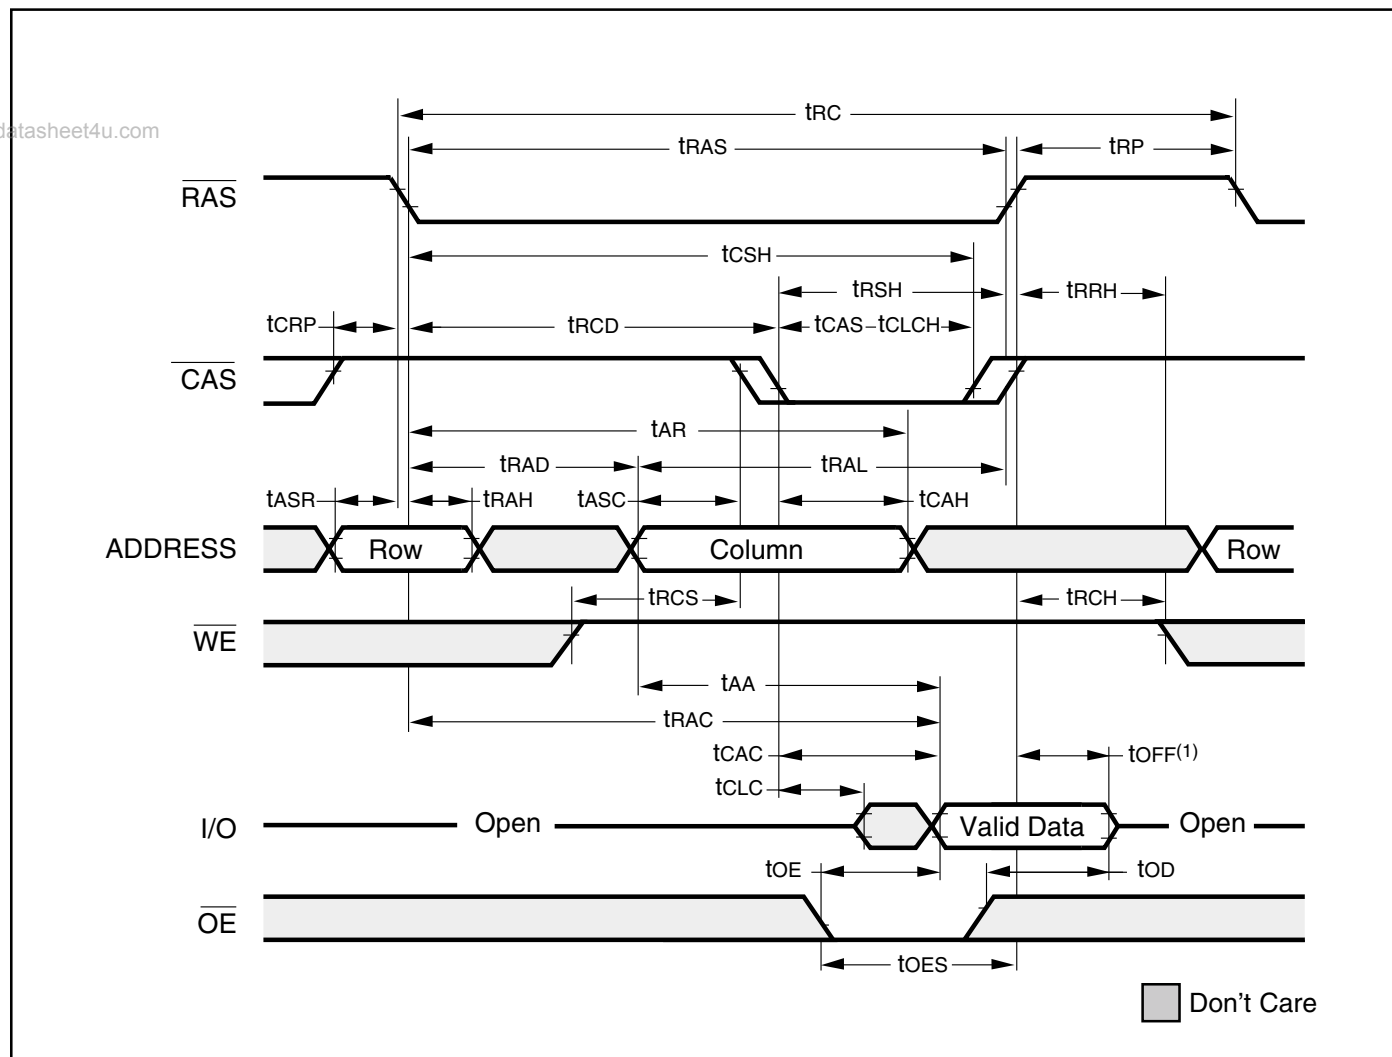 tRC
datasheet4u.com
tRAS
tRP
RAS
tCSH
tRSH
tRRH
tCRP
tRCD
tCAS
tCLCH
CAS
tAR
tRAD
tRAL
tASR
tRAH
tASC
tCAH
ADDRESS
Row
Column
Row
tRCS
tRCH
WE
tAA
tRAC
tCAC
tOFF(1)
tCLC
I/O
Open
Valid Data
Open
tOE
tOD
OE
tOES
Don't Care